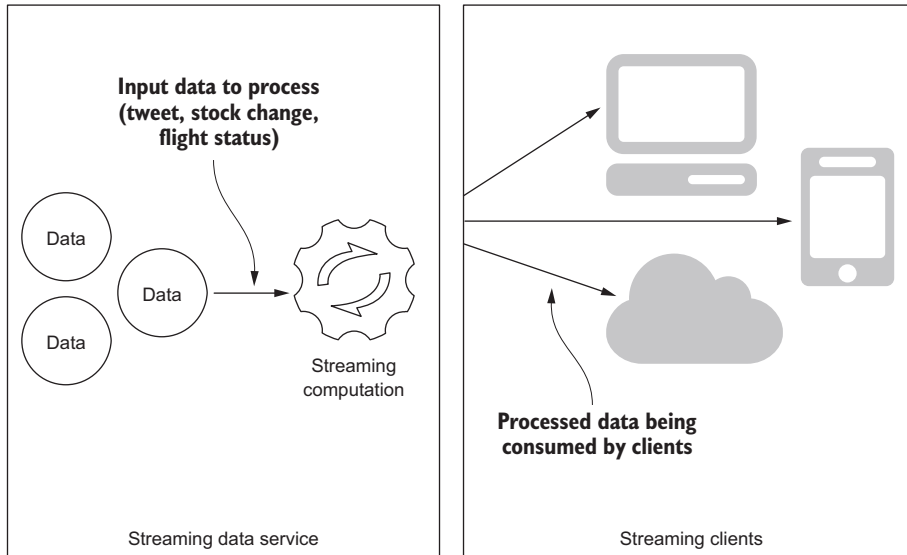 Input data to process
(tweet, stock change,
flight status)
Data
Data
Data
Streaming
computation
Streaming data service
Processed data being
consumed by clients
Streaming clients